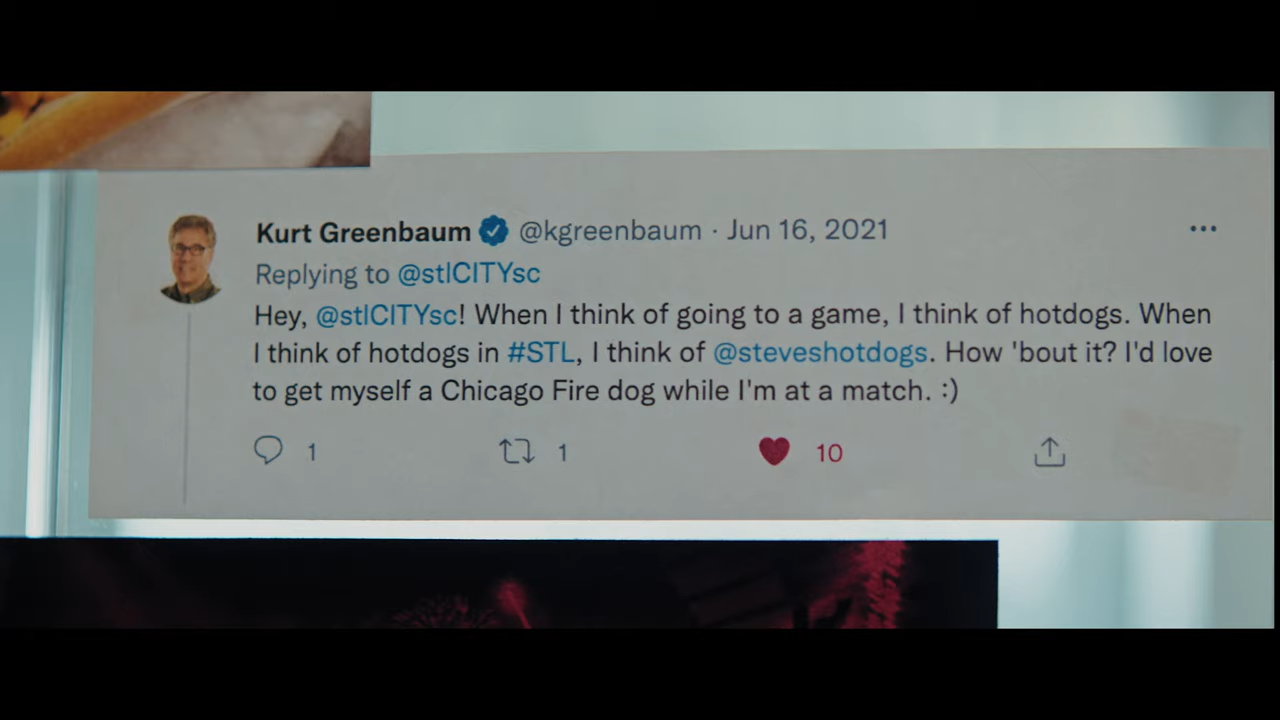 Kurt Greenbaum @kgreenbaum · Jun 16, 2021
Replying to @stlCITYsc
Hey, @stlCITYsc! When I think of going to a game, I think of hotdogs. When
I think of hotdogs in #STL, I think of @steveshotdogs. How 'bout it? I'd love
to get myself a Chicago Fire dog while I'm at a match. :)
1 1 10